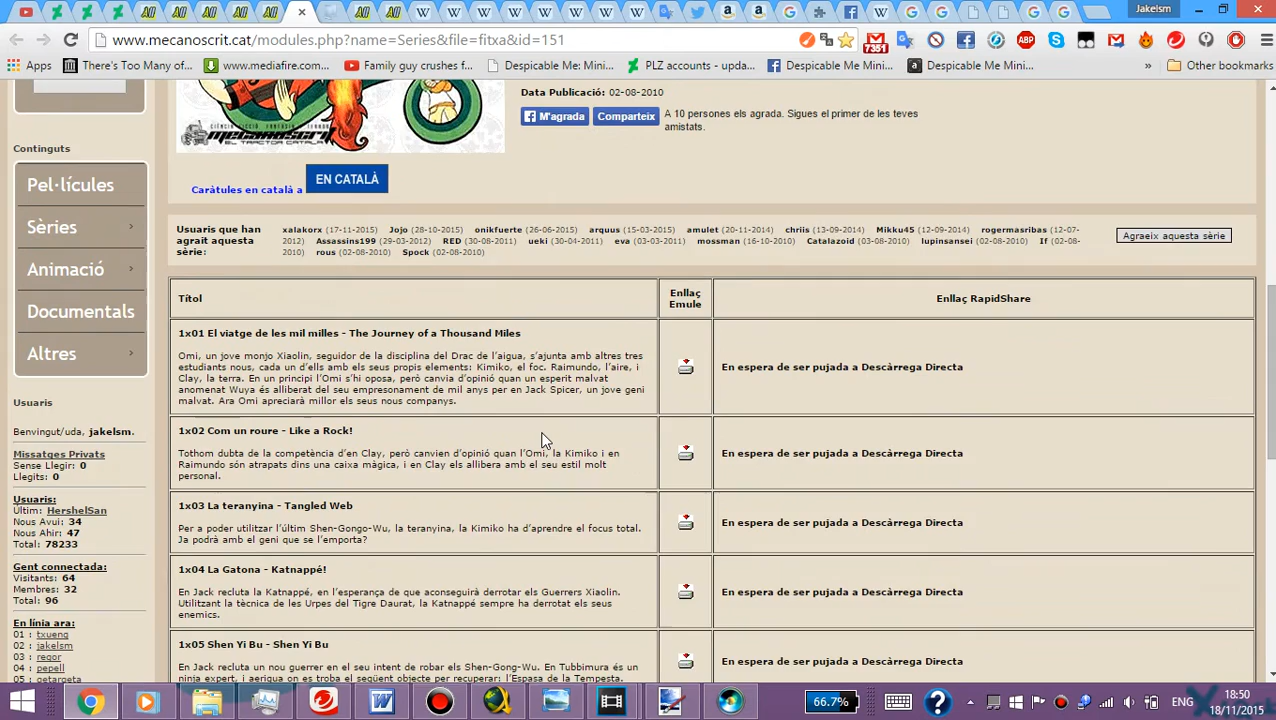 Jakelsm
www.mecanoscrit.cat/modules.php?name=Series&file=fitxa&id=151
7351
ABP
Apps
There's Too Many of...
www.mediafire.com...
Family guy crushes f...
Despicable Me: Mini...
PLZ accounts - upda...
Despicable Me: Mini...
Despicable Me: Mini...
»
Other bookmarks
CIÈNCIA FICCIÓ FANTASIA TERROR
MECANOSCRIT
EL TRACTOR CATALÀ
Data Publicació: 02-08-2010
M'agrada
Comparteix
A 10 persones els agrada. Sigues el primer de les teves
amistats.
Caràtules en català a
EN CATALÀ
Continguts
Pel·lícules
Sèries
Animació
Documentals
Altres
Usuaris
Benvingut/uda, jakelsm.
Missatges Privats
Sense Llegir: 0
Llegits: 0
Usuaris:
Últim: HershelSan
Nous Avui: 34
Nous Ahir: 47
Total: 78233
Gent connectada:
Visitants: 64
Membres: 32
Total: 96
En línia ara:
01 : txueng
02 : jakelsm
03 : reqor
04 : pepell
05 : getargeta
Usuaris que han
agrait aquesta
sèrie:
xalakorx (17-11-2015) Jojo (28-10-2015) onikfuerte (26-06-2015) arquus (15-03-2015) amulet (20-11-2014) chriis (13-09-2014) Mikku45 (12-09-2014) rogermasribas (12-07-
2012) Assassins199 (29-03-2012) RED (30-08-2011) ueki (30-04-2011) eva (03-03-2011) mossman (16-10-2010) Catalazoid (03-08-2010) lupinsansei (02-08-2010) If (02-08-
2010) rous (02-08-2010) Spock (02-08-2010)
Agraeix aquesta sèrie
Títol
Enllaç
Emule
Enllaç RapidShare
1x01 El viatge de les mil milles - The Journey of a Thousand Miles
Omi, un jove monjo Xiaolin, seguidor de la disciplina del Drac de l'aigua, s'ajunta amb altres tres
estudiants nous, cada un d'ells amb els seus propis elements: Kimiko, el foc. Raimundo, l'aire, i
Clay, la terra. En un principi l'Omi s'hi oposa, però canvia d'opinió quan un esperit malvat
anomenat Wuya és alliberat del seu empresonament de mil anys per en Jack Spicer, un jove geni
malvat. Ara Omi apreciarà millor els seus nous companys.
En espera de ser pujada a Descàrrega Directa
1x02 Com un roure - Like a Rock!
Tothom dubta de la competència d'en Clay, però canvien d'opinió quan l'Omi, la Kimiko i en
Raimundo són atrapats dins una caixa màgica, i en Clay els allibera amb el seu estil molt
personal.
En espera de ser pujada a Descàrrega Directa
1x03 La teranyina - Tangled Web
Per a poder utilitzar l'últim Shen-Gongo-Wu, la teranyina, la Kimiko ha d'aprendre el focus total.
Ja podrà amb el geni que se l'emporta?
En espera de ser pujada a Descàrrega Directa
1x04 La Gatona - Katnappé!
En Jack recluta la Katnappé, en l'esperança de que aconseguirà derrotar els Guerrers Xiaolin.
Utilitzant la tècnica de les Urpes del Tigre Daurat, la Katnappé sempre ha derrotat els seus
enemics.
En espera de ser pujada a Descàrrega Directa
1x05 Shen Yi Bu - Shen Yi Bu
En Jack recluta un nou guerrer en el seu intent de robar els Shen-Gong-Wu. En Tubbimura és un
ninja expert, i aerigua on es troba el següent objecte per recuperar: l'Espasa de la Tempesta.
En espera de ser pujada a Descàrrega Directa
66.7%
ENG
18:50
18/11/2015